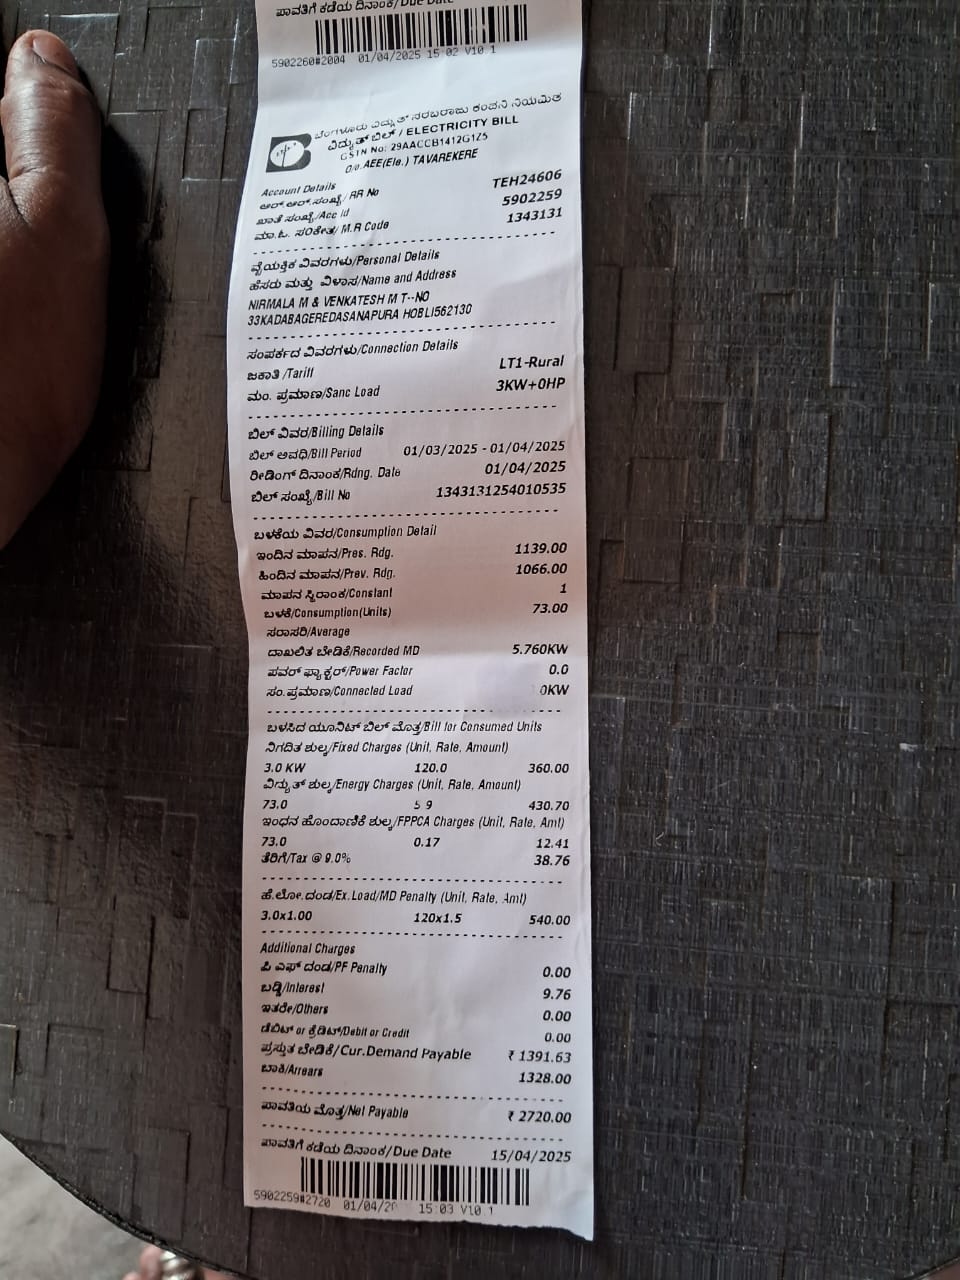 ಪಾವತಿಗೆ ಕಡೆಯ ದಿನಾಂಕ/Due Date
5902260#2004 01/04/2025 15 02 V10 1
ಬೆಂಗಳೂರು ವಿದ್ಯುತ್ ಸರಬರಾಜು ಕಂಪನಿ ನಿಯಮಿತ
ವಿದ್ಯುತ್ ಬಿಲ್ / ELECTRICITY BILL
GSTN No: 29AACCB1412G1Z5
O/o.AEE(Ele.) TAVAREKERE
Account Details
ಆರ್.ಆರ್.ಸಂಖ್ಯೆ/ RR No TEH24606
ಖಾತೆ ಸಂಖ್ಯೆ/Acc Id 5902259
ಮಾ.ಓ. ಸಂಕೇತ/ M.R Code 1343131
ವೈಯಕ್ತಿಕ ವಿವರಗಳು/Personal Details
ಹೆಸರು ಮತ್ತು ವಿಳಾಸ/Name and Address
NIRMALA M & VENKATESH M T--NO
33KADABAGEREDASANAPURA HOBLI562130
ಸಂಪರ್ಕದ ವಿವರಗಳು/Connection Details
ಜಕಾತಿ /Tariff LT1-Rural
ಮಂ. ಪ್ರಮಾಣ/Sanc Load 3KW+0HP
ಬಿಲ್ ವಿವರ/Billing Details
ಬಿಲ್ ಅವಧಿ/Bill Period 01/03/2025 - 01/04/2025
ರೀಡಿಂಗ್ ದಿನಾಂಕ/Rdng. Date 01/04/2025
ಬಿಲ್ ಸಂಖ್ಯೆ/Bill No 1343131254010535
ಬಳಕೆಯ ವಿವರ/Consumption Detail
ಇಂದಿನ ಮಾಪನ/Pres. Rdg. 1139.00
ಹಿಂದಿನ ಮಾಪನ/Prev. Rdg. 1066.00
ಮಾಪನ ಸ್ಥಿರಾಂಕ/Constant 1
ಬಳಕೆ/Consumption(Units) 73.00
ಸರಾಸರಿ/Average
ದಾಖಲಿತ ಬೇಡಿಕೆ/Recorded MD 5.760KW
ಪವರ್ ಫ್ಯಾಕ್ಟರ್/Power Factor 0.0
ಸಂ.ಪ್ರಮಾಣ/Connected Load 0KW
ಬಳಸಿದ ಯೂನಿಟ್ ಬಿಲ್ ಮೊತ್ತ/Bill for Consumed Units
ನಿಗದಿತ ಶುಲ್ಕ/Fixed Charges (Unit, Rate, Amount)
3.0 KW 120.0 360.00
ವಿದ್ಯುತ್ ಶುಲ್ಕ/Energy Charges (Unit, Rate, Amount)
73.0 5 9 430.70
ಇಂಧನ ಹೊಂದಾಣಿಕೆ ಶುಲ್ಕ/FPPCA Charges (Unit, Rate, Amt)
73.0 0.17 12.41
ತೆರಿಗೆ/Tax @ 9.0% 38.76
ಹೆ.ಲೋ.ದಂಡ/Ex.Load/MD Penalty (Unit, Rate, Amt)
3.0x1.00 120x1.5 540.00
Additional Charges
ಪಿ ಎಫ್ ದಂಡ/PF Penalty 0.00
ಬಡ್ಡಿ/Interest 9.76
ಇತರೇ/Others 0.00
ಡೆಬಿಟ್ or ಕ್ರೆಡಿಟ್/Debit or Credit 0.00
ಪ್ರಸ್ತುತ ಬೇಡಿಕೆ/Cur.Demand Payable ₹ 1391.63
ಬಾಕಿ/Arrears 1328.00
ಪಾವತಿಯ ಮೊತ್ತ/Net Payable ₹ 2720.00
ಪಾವತಿಗೆ ಕಡೆಯ ದಿನಾಂಕ/Due Date 15/04/2025
5902259#2720 01/04/20 15 03 V10 1